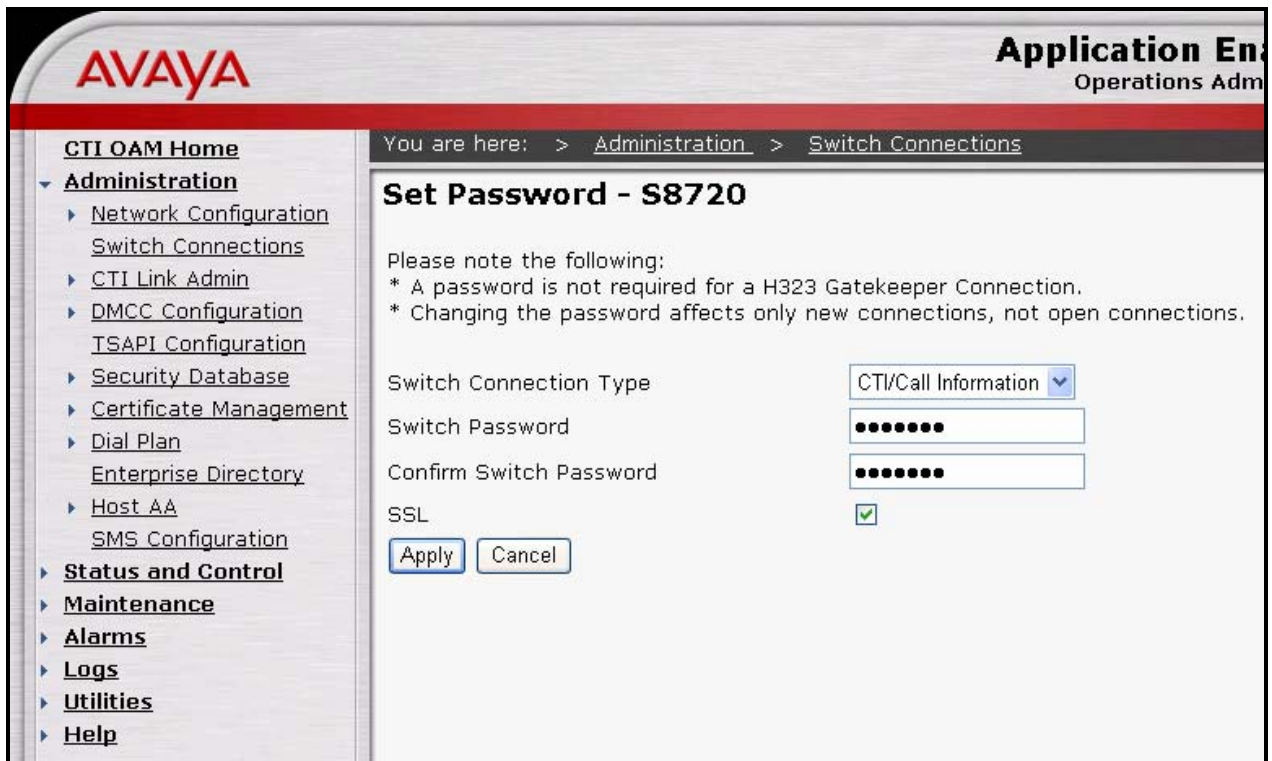 AVAYA
Application En
Operations Adm
CTI OAM Home
Administration
Network Configuration
Switch Connections
CTI Link Admin
DMCC Configuration
TSAPI Configuration
Security Database
Certificate Management
Dial Plan
Enterprise Directory
Host AA
SMS Configuration
Status and Control
Maintenance
Alarms
Logs
Utilities
Help
You are here: > Administration > Switch Connections
Set Password - S8720
Please note the following:
* A password is not required for a H323 Gatekeeper Connection.
* Changing the password affects only new connections, not open connections.
Switch Connection Type CTI/Call Information
Switch Password •••••••
Confirm Switch Password •••••••
SSL
Apply Cancel